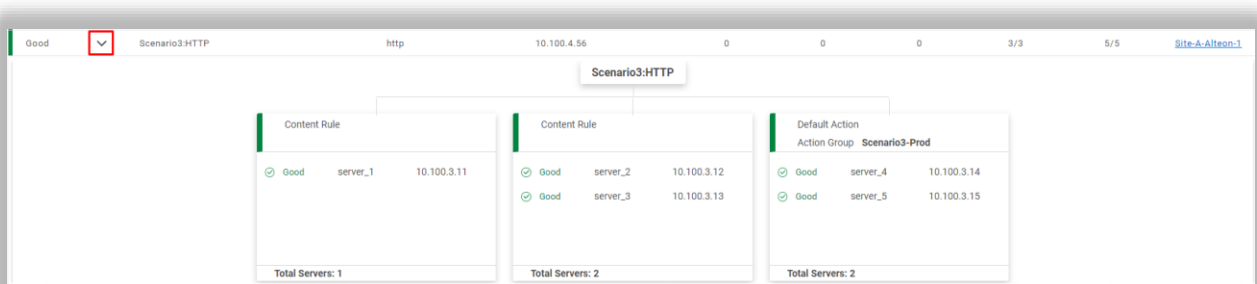 Good Scenario3:HTTP http 10.100.4.56 0 0 0 3/3 5/5 Site-A-Alteon-1
Scenario3:HTTP
Content Rule
Good server_1 10.100.3.11
Total Servers: 1
Content Rule
Good server_2 10.100.3.12
Good server_3 10.100.3.13
Total Servers: 2
Default Action
Action Group Scenario3-Prod
Good server_4 10.100.3.14
Good server_5 10.100.3.15
Total Servers: 2